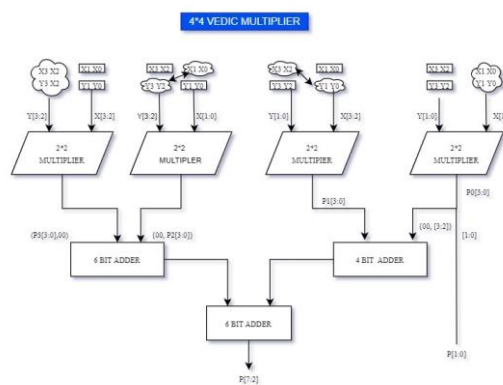 4*4 VEDIC MULTIPLIER
X3 X2
Y3 X2
X1 X0
Y1 Y0
X3 X2
Y3 Y2
X1 X0
Y1 Y0
X3 X2
Y3 Y2
X1 X0
Y1 Y0
X3 X2
Y3 Y2
X1 X0
Y1 Y0
Y[3:2]
X[3:2]
Y[3:2]
X[1:0]
Y[1:0]
X[3:2]
Y[1:0]
2*2
MULTIPLIER
2*2
MULTIPLER
2*2
MULTIPLIER
2*2
MULTIPLIER
P0[3:0]
P1[3:0]
(P3[3:0],00)
(00, P2[3:0])
(00, [3:2])
[1:0]
6 BIT ADDER
4 BIT ADDER
6 BIT ADDER
P[7:2]
P[1:0]